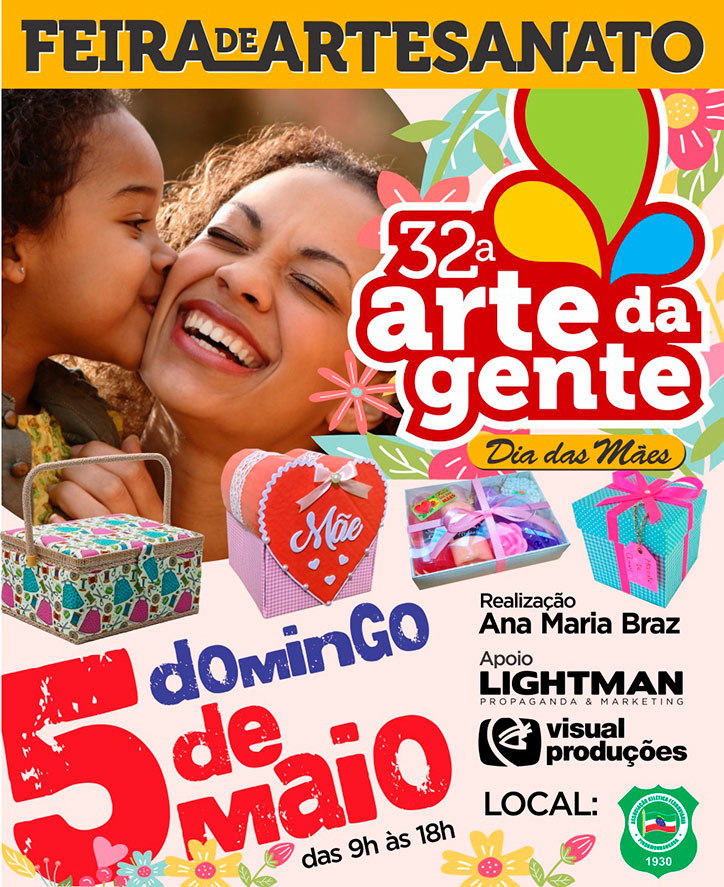 FEIRA DE ARTESANATO
32a
arte da
gente
Dia das Mães
Mãe
domingo
5 de
maio
das 9h às 18h
Realização
Ana Maria Braz
Apoio
LIGHTMAN
PROPAGANDA & MARKETING
visual
produções
LOCAL:
1930